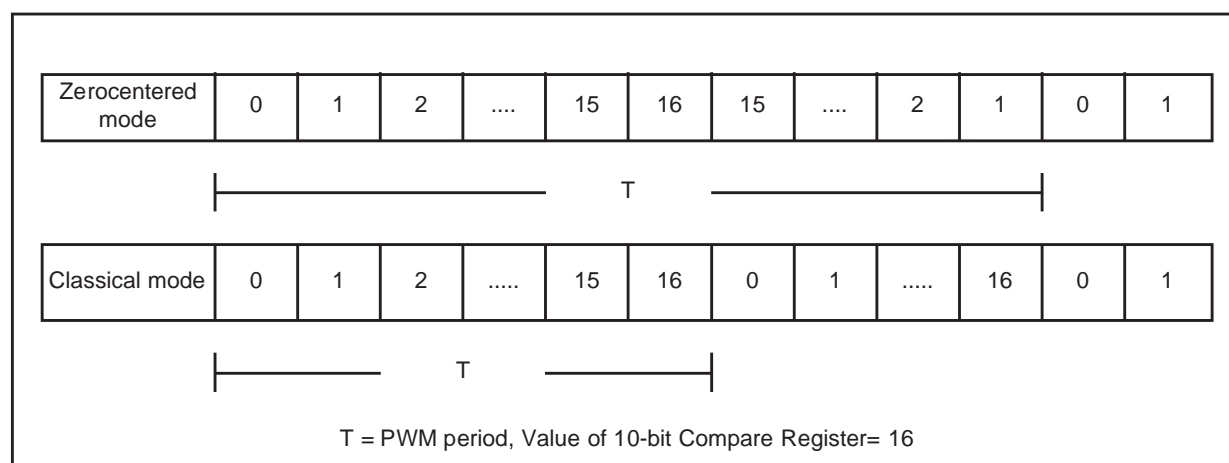 Zerocentered mode 0 1 2 .... 15 16 15 .... 2 1 0 1
T
Classical mode 0 1 2 ..... 15 16 0 1 ..... 16 0 1
T
T = PWM period, Value of 10-bit Compare Register= 16